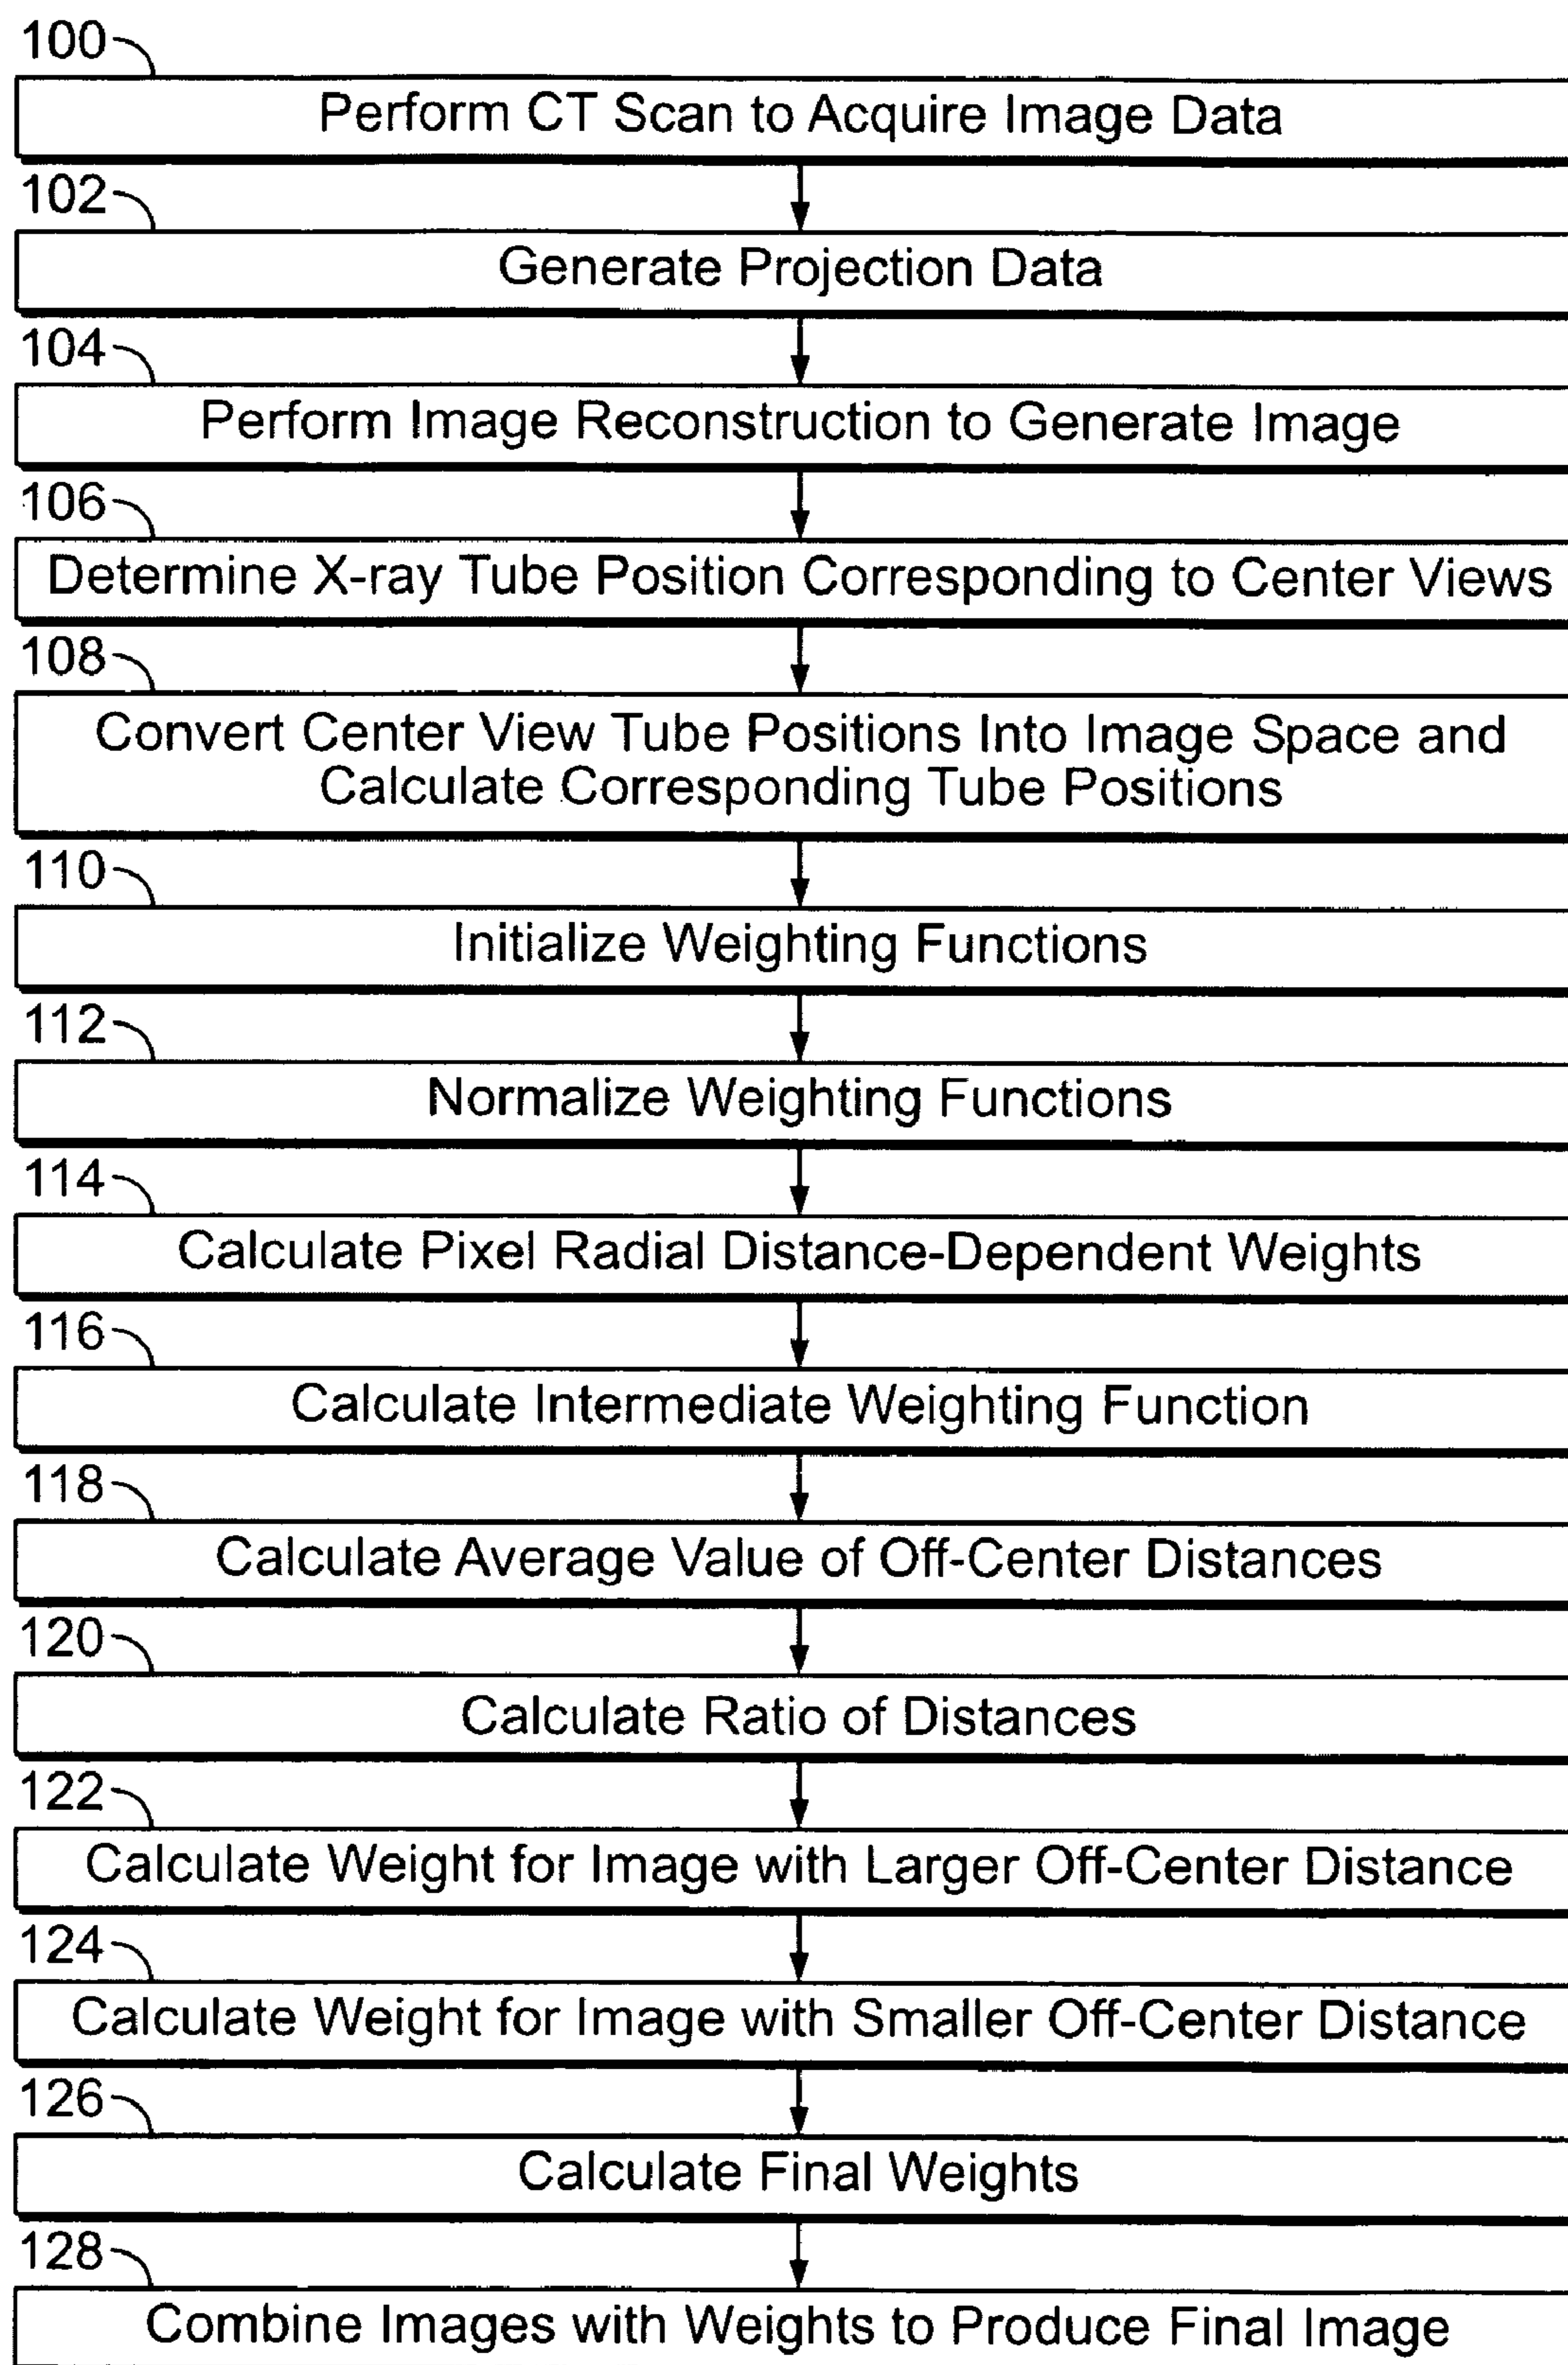 100
Perform CT Scan to Acquire Image Data
102
Generate Projection Data
104
Perform Image Reconstruction to Generate Image
106
Determine X-ray Tube Position Corresponding to Center Views
108
Convert Center View Tube Positions Into Image Space and
Calculate Corresponding Tube Positions
110
Initialize Weighting Functions
112
Normalize Weighting Functions
114
Calculate Pixel Radial Distance-Dependent Weights
116
Calculate Intermediate Weighting Function
118
Calculate Average Value of Off-Center Distances
120
Calculate Ratio of Distances
122
Calculate Weight for Image with Larger Off-Center Distance
124
Calculate Weight for Image with Smaller Off-Center Distance
126
Calculate Final Weights
128
Combine Images with Weights to Produce Final Image